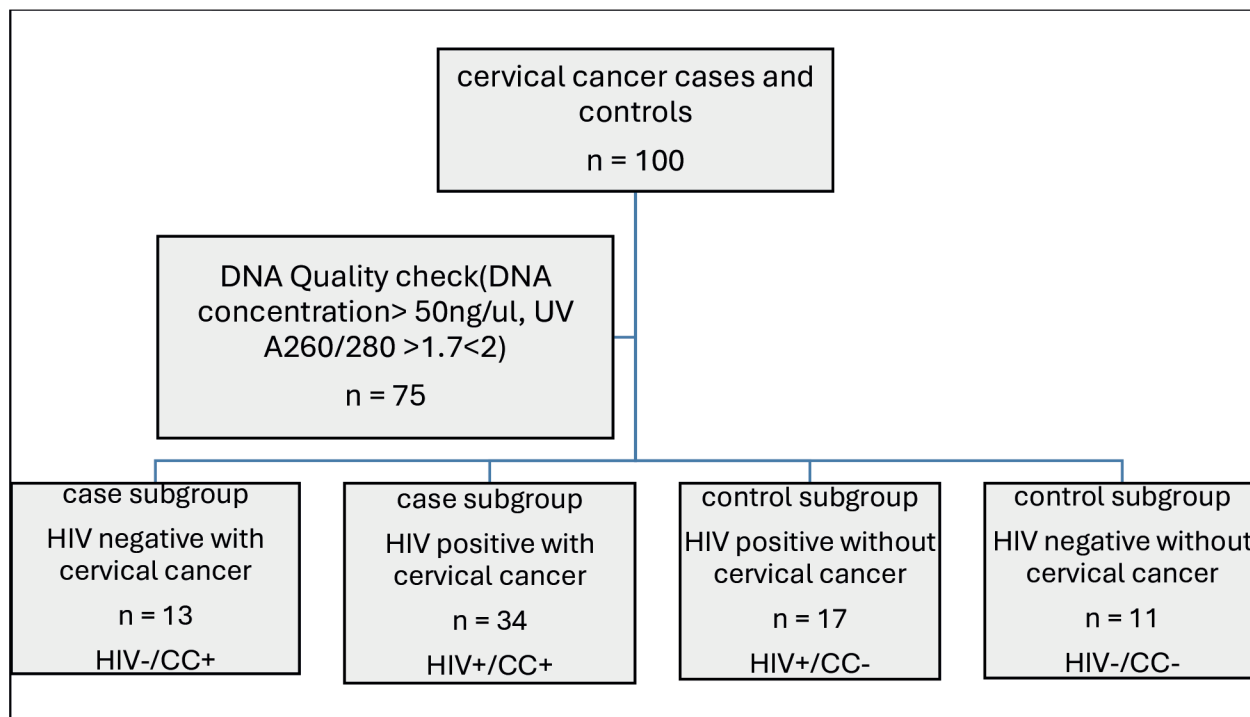 cervical cancer cases and
controls
n = 100
DNA Quality check(DNA
concentration> 50ng/ul, UV
A260/280 >1.7<2)
n = 75
case subgroup
HIV negative with
cervical cancer
n = 13
HIV-/CC+
case subgroup
HIV positive with
cervical cancer
n = 34
HIV+/CC+
control subgroup
HIV positive without
cervical cancer
n = 17
HIV+/CC-
control subgroup
HIV negative without
cervical cancer
n = 11
HIV-/CC-